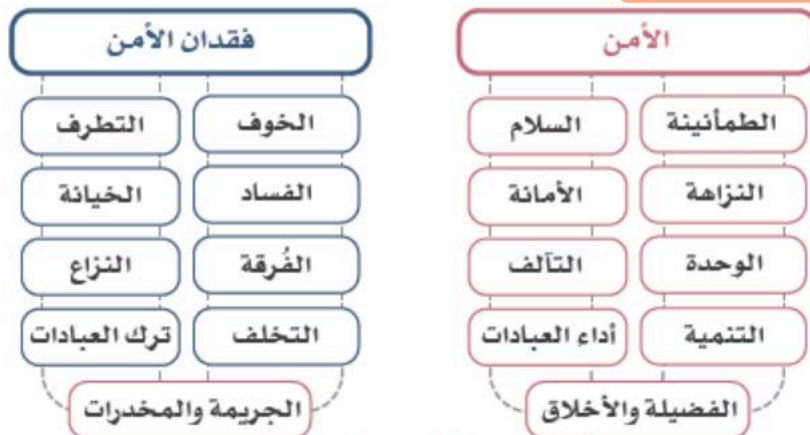 الأمن
الطمأنينة
السلام
النزاهة
الأمانة
الوحدة
التآلف
التنمية
أداء العبادات
الفضيلة والأخلاق
فقدان الأمن
الخوف
التطرف
الفساد
الخيانة
الفُرقة
النزاع
التخلف
ترك العبادات
الجريمة والمخدرات